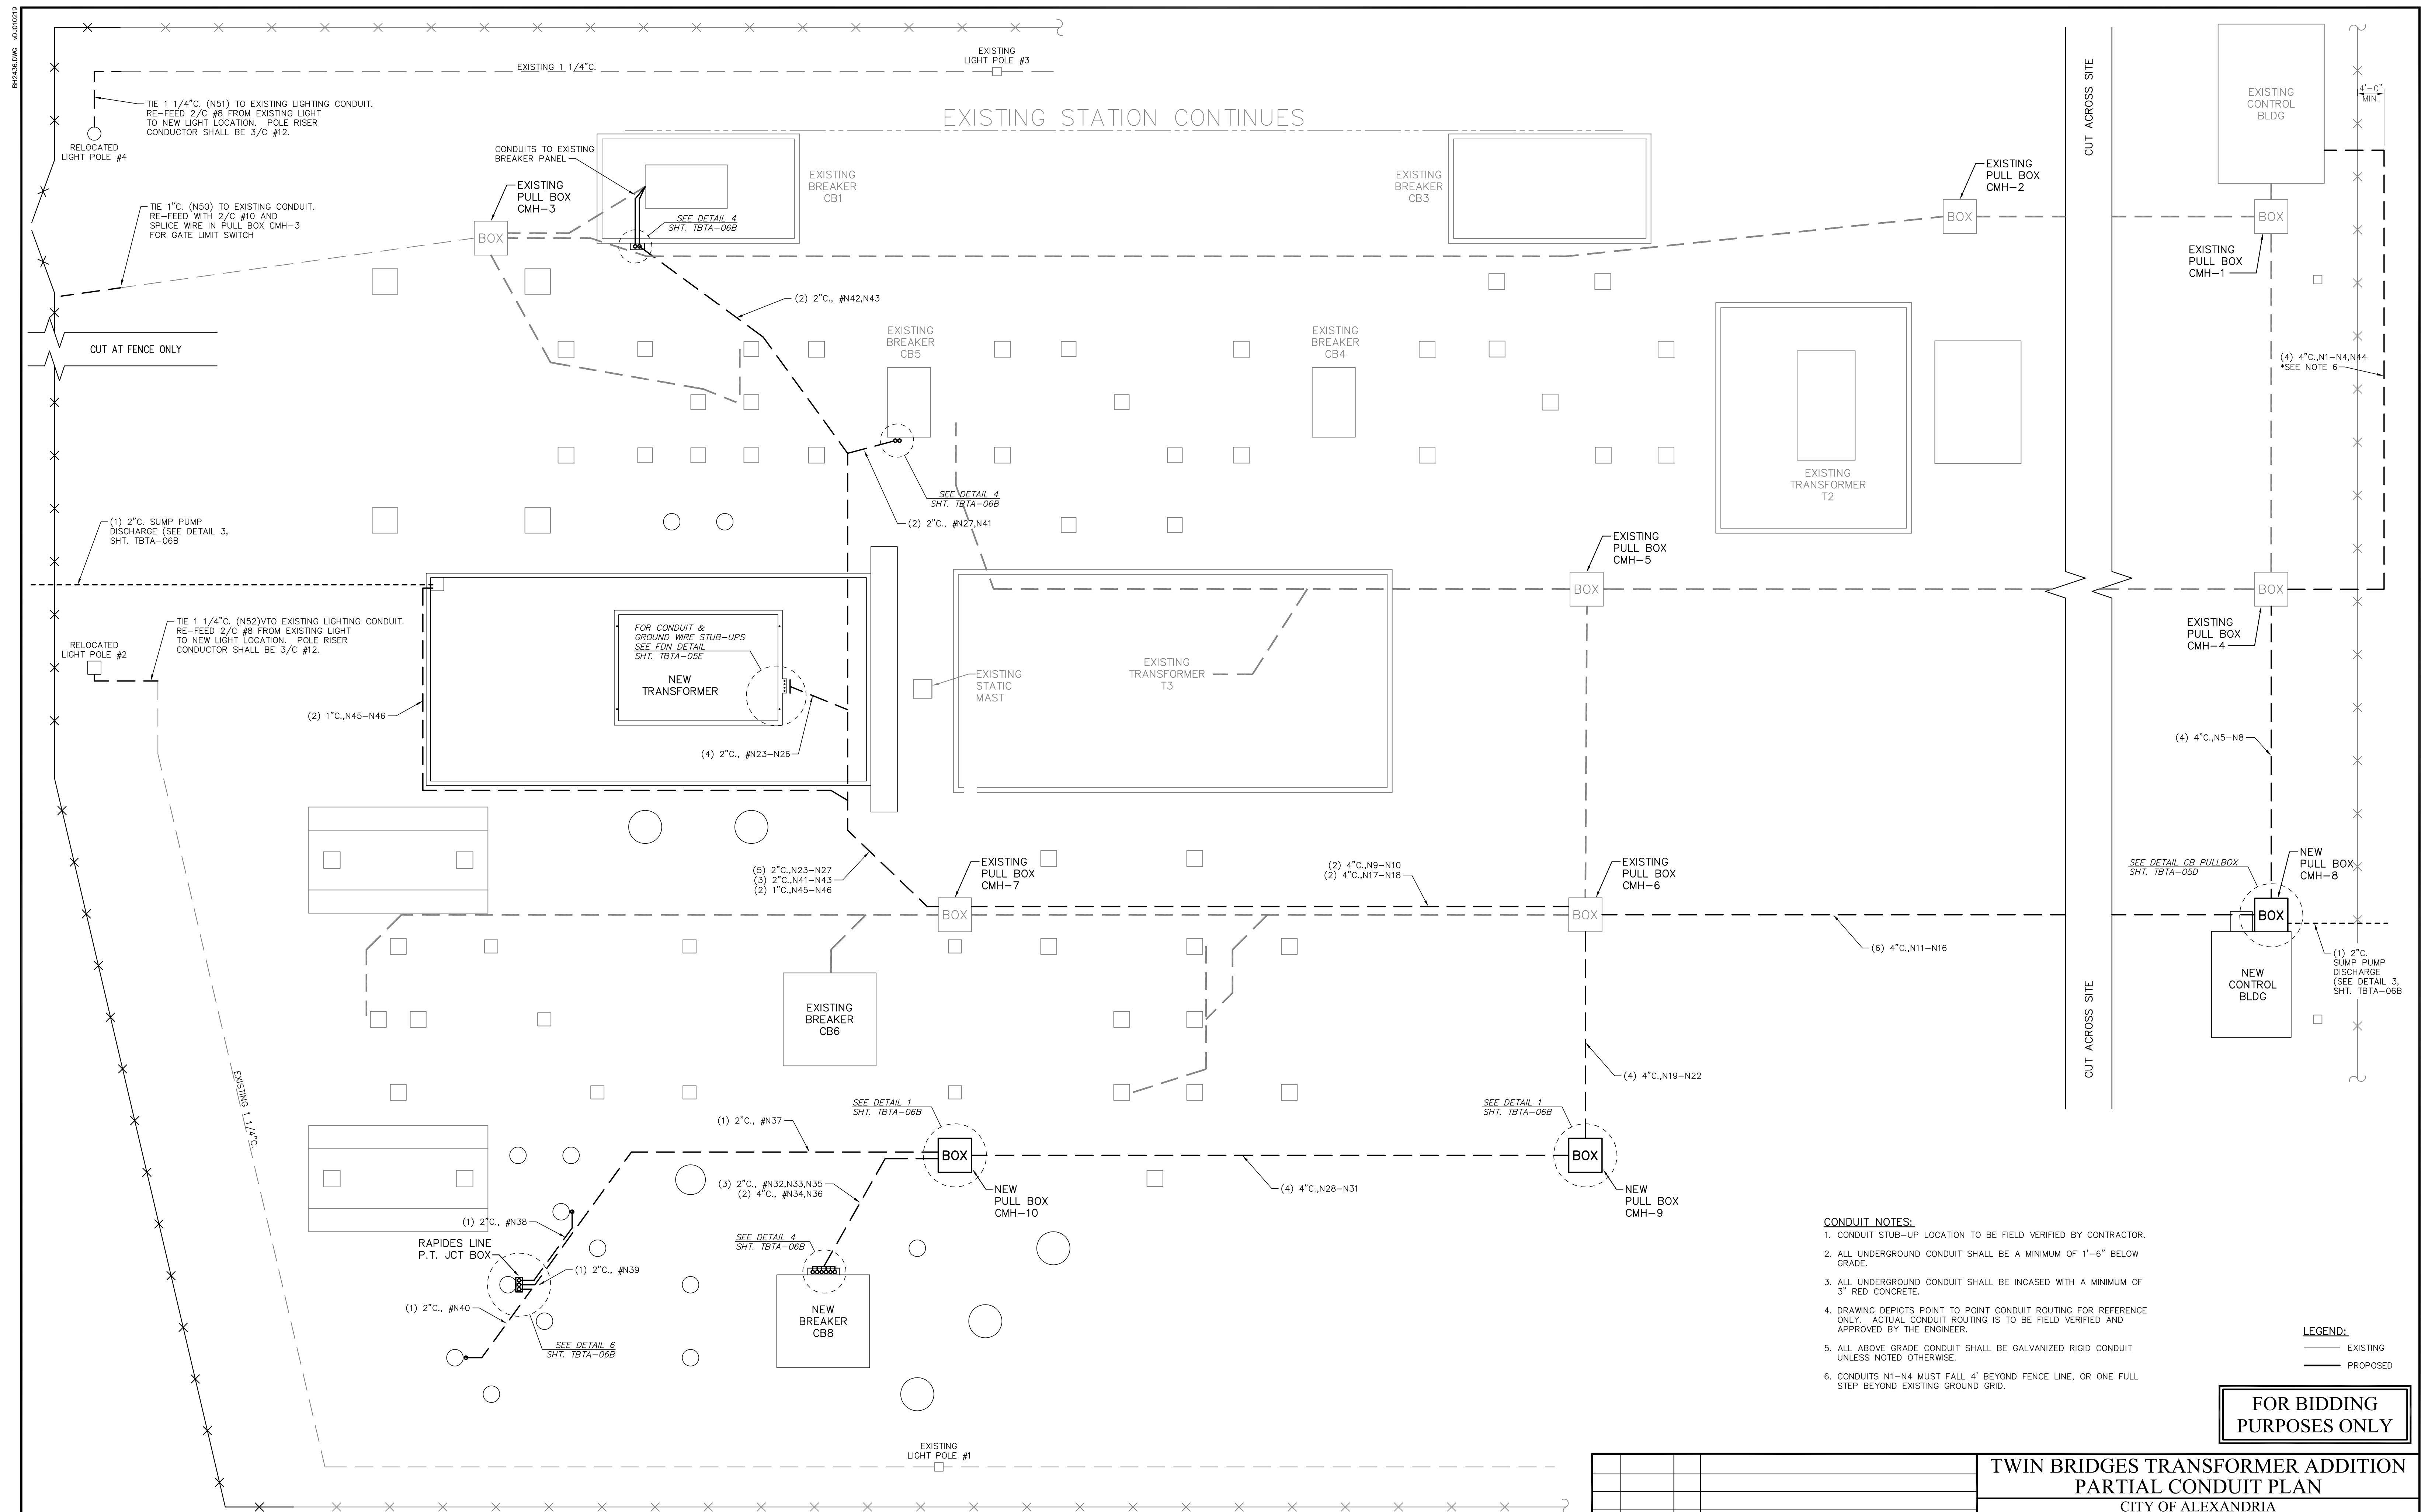 BH2436.DWG vDJ010219
EXISTING 1 1/4"C.
EXISTING
LIGHT POLE #3
TIE 1 1/4"C. (N51) TO EXISTING LIGHTING CONDUIT.
RE-FEED 2/C #8 FROM EXISTING LIGHT
TO NEW LIGHT LOCATION. POLE RISER
CONDUCTOR SHALL BE 3/C #12.
RELOCATED
LIGHT POLE #4
EXISTING STATION CONTINUES
CUT ACROSS SITE
EXISTING
CONTROL
BLDG
4'-0"
MIN.
CONDUITS TO EXISTING
BREAKER PANEL
EXISTING
PULL BOX
CMH-3
EXISTING
BREAKER
CB1
EXISTING
BREAKER
CB3
EXISTING
PULL BOX
CMH-2
TIE 1"C. (N50) TO EXISTING CONDUIT.
RE-FEED WITH 2/C #10 AND
SPLICE WIRE IN PULL BOX CMH-3
FOR GATE LIMIT SWITCH
SEE DETAIL 4
SHT. TBTA-06B
BOX
BOX
BOX
EXISTING
PULL BOX
CMH-1
(2) 2"C., #N42,N43
CUT AT FENCE ONLY
EXISTING
BREAKER
CB5
EXISTING
BREAKER
CB4
(4) 4"C.,N1-N4,N44
*SEE NOTE 6
EXISTING
TRANSFORMER
T2
SEE DETAIL 4
SHT. TBTA-06B
(2) 2"C., #N27,N41
(1) 2"C. SUMP PUMP
DISCHARGE (SEE DETAIL 3,
SHT. TBTA-06B
EXISTING
PULL BOX
CMH-5
BOX
BOX
EXISTING
PULL BOX
CMH-4
TIE 1 1/4"C. (N52)VTO EXISTING LIGHTING CONDUIT.
RE-FEED 2/C #8 FROM EXISTING LIGHT
TO NEW LIGHT LOCATION. POLE RISER
CONDUCTOR SHALL BE 3/C #12.
RELOCATED
LIGHT POLE #2
FOR CONDUIT &
GROUND WIRE STUB-UPS
SEE FDN DETAIL
SHT. TBTA-05E
NEW
TRANSFORMER
EXISTING
STATIC
MAST
EXISTING
TRANSFORMER
T3
(2) 1"C.,N45-N46
(4) 2"C., #N23-N26
(4) 4"C.,N5-N8
(5) 2"C.,N23-N27
(3) 2"C.,N41-N43
(2) 1"C.,N45-N46
EXISTING
PULL BOX
CMH-7
(2) 4"C.,N9-N10
(2) 4"C.,N17-N18
EXISTING
PULL BOX
CMH-6
SEE DETAIL CB PULLBOX
SHT. TBTA-05D
NEW
PULL BOX
CMH-8
BOX
BOX
BOX
(6) 4"C.,N11-N16
(1) 2"C.
SUMP PUMP
DISCHARGE
(SEE DETAIL 3,
SHT. TBTA-06B
NEW
CONTROL
BLDG
EXISTING
BREAKER
CB6
CUT ACROSS SITE
(4) 4"C.,N19-N22
EXISTING 1 1/4"C.
SEE DETAIL 1
SHT. TBTA-06B
SEE DETAIL 1
SHT. TBTA-06B
(1) 2"C., #N37
BOX
BOX
(3) 2"C., #N32,N33,N35
(2) 4"C., #N34,N36
NEW
PULL BOX
CMH-10
(4) 4"C.,N28-N31
NEW
PULL BOX
CMH-9
(1) 2"C., #N38
RAPIDES LINE
P.T. JCT BOX
SEE DETAIL 4
SHT. TBTA-06B
(1) 2"C., #N39
(1) 2"C., #N40
SEE DETAIL 6
SHT. TBTA-06B
NEW
BREAKER
CB8
CONDUIT NOTES:
1. CONDUIT STUB-UP LOCATION TO BE FIELD VERIFIED BY CONTRACTOR.
2. ALL UNDERGROUND CONDUIT SHALL BE A MINIMUM OF 1'-6" BELOW
GRADE.
3. ALL UNDERGROUND CONDUIT SHALL BE INCASED WITH A MINIMUM OF
3" RED CONCRETE.
4. DRAWING DEPICTS POINT TO POINT CONDUIT ROUTING FOR REFERENCE
ONLY. ACTUAL CONDUIT ROUTING IS TO BE FIELD VERIFIED AND
APPROVED BY THE ENGINEER.
5. ALL ABOVE GRADE CONDUIT SHALL BE GALVANIZED RIGID CONDUIT
UNLESS NOTED OTHERWISE.
6. CONDUITS N1-N4 MUST FALL 4' BEYOND FENCE LINE, OR ONE FULL
STEP BEYOND EXISTING GROUND GRID.
LEGEND:
EXISTING
PROPOSED
FOR BIDDING
PURPOSES ONLY
EXISTING
LIGHT POLE #1
TWIN BRIDGES TRANSFORMER ADDITION
PARTIAL CONDUIT PLAN
CITY OF ALEXANDRIA